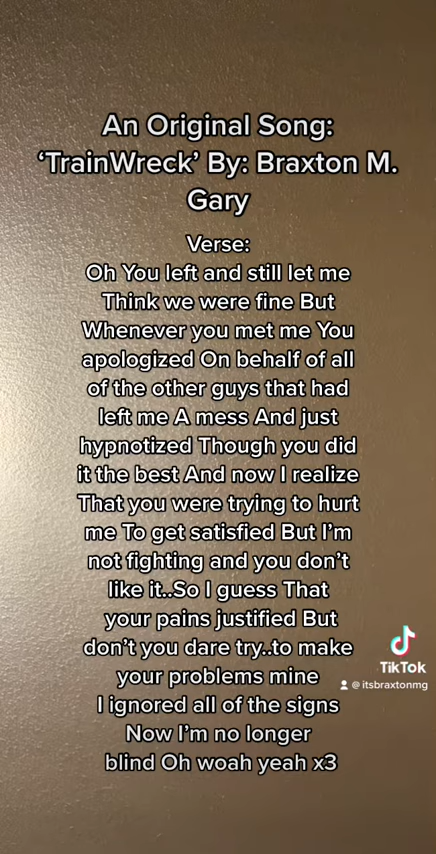 An Original Song:
‘TrainWreck’ By: Braxton M.
Gary
Verse:
Oh You left and still let me
Think we were fine But
Whenever you met me You
apologized On behalf of all
of the other guys that had
left me A mess And just
hypnotized Though you did
it the best And now I realize
That you were trying to hurt
me To get satisfied But I’m
not fighting and you don’t
like it..So I guess That
your pains justified But
don’t you dare try..to make
your problems mine
I ignored all of the signs
Now I’m no longer
blind Oh woah yeah x3
TikTok
@itsbraxtonmg